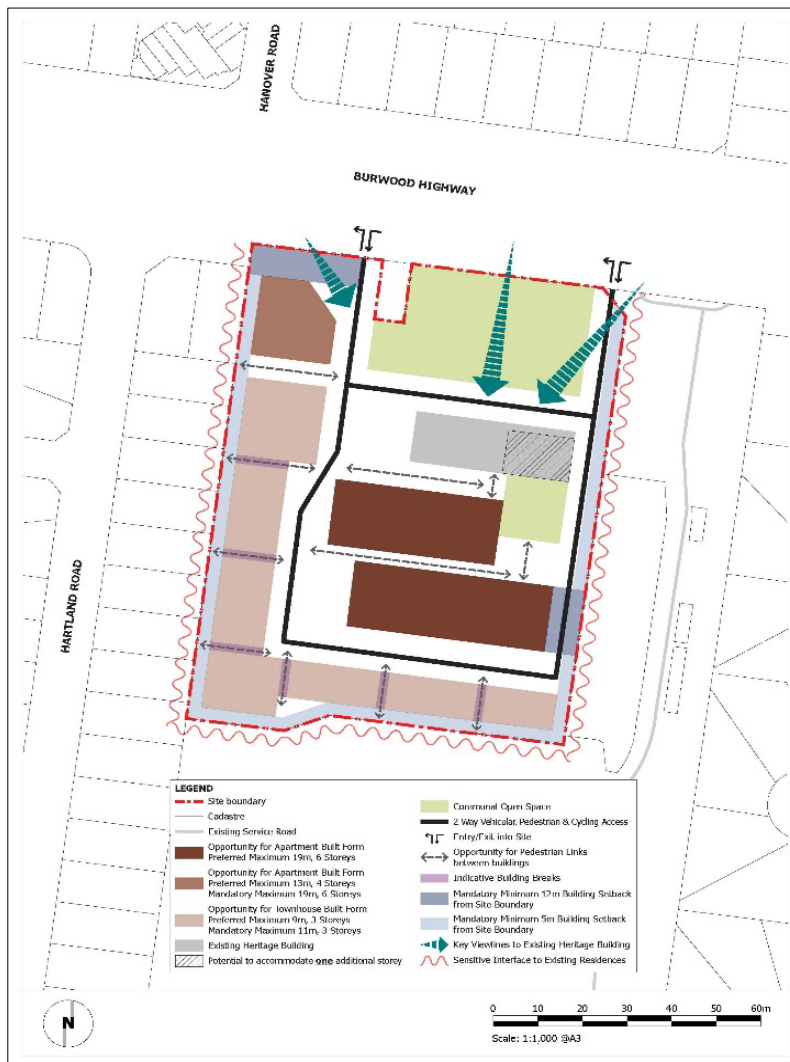 HANOVER ROAD
BURWOOD HIGHWAY
HARTLAND ROAD
LEGEND
Site boundary
Cadastre
Existing Service Road
Opportunity for Apartment Built Form
Preferred Maximum 19m, 6 Storeys
Opportunity for Apartment Built Form
Preferred Maximum 13m, 4 Storeys
Mandatory Maximum 19m, 6 Storeys
Opportunity for Townhouse Built Form
Preferred Maximum 9m, 3 Storeys
Mandatory Maximum 11m, 3 Storeys
Existing Heritage Building
Potential to accommodate one additional storey
Communal Open Space
2 Way Vehicular, Pedestrian & Cycling Access
Entry/Exit into Site
Opportunity for Pedestrian Links
between buildings
Indicative Building Breaks
Mandatory Minimum 12m Building Setback
from Site Boundary
Mandatory Minimum 5m Building Setback
from Site Boundary
Key Viewlines to Existing Heritage Building
Sensitive Interface to Existing Residences
N
0 10 20 30 40 50 60m
Scale: 1:1,000 @A3